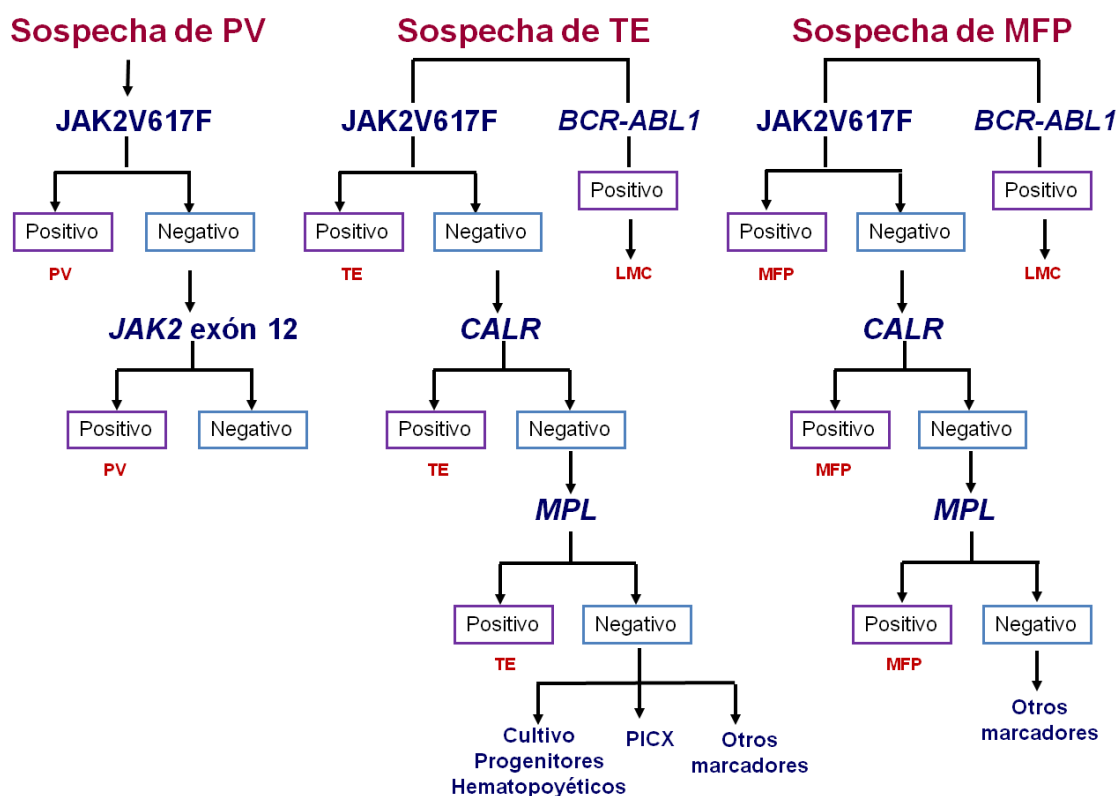 Sospecha de PV
JAK2V617F
Positivo
Negativo
PV
JAK2 exón 12
Positivo
Negativo
PV
Sospecha de TE
JAK2V617F
BCR-ABL1
Positivo
Positivo
Negativo
TE
LMC
CALR
Positivo
Negativo
TE
MPL
Positivo
Negativo
TE
Cultivo
Progenitores
Hematopoyéticos
PICX
Otros
marcadores
Sospecha de MFP
JAK2V617F
BCR-ABL1
Positivo
Positivo
Negativo
MFP
LMC
CALR
Positivo
Negativo
MFP
MPL
Positivo
Negativo
MFP
Otros
marcadores